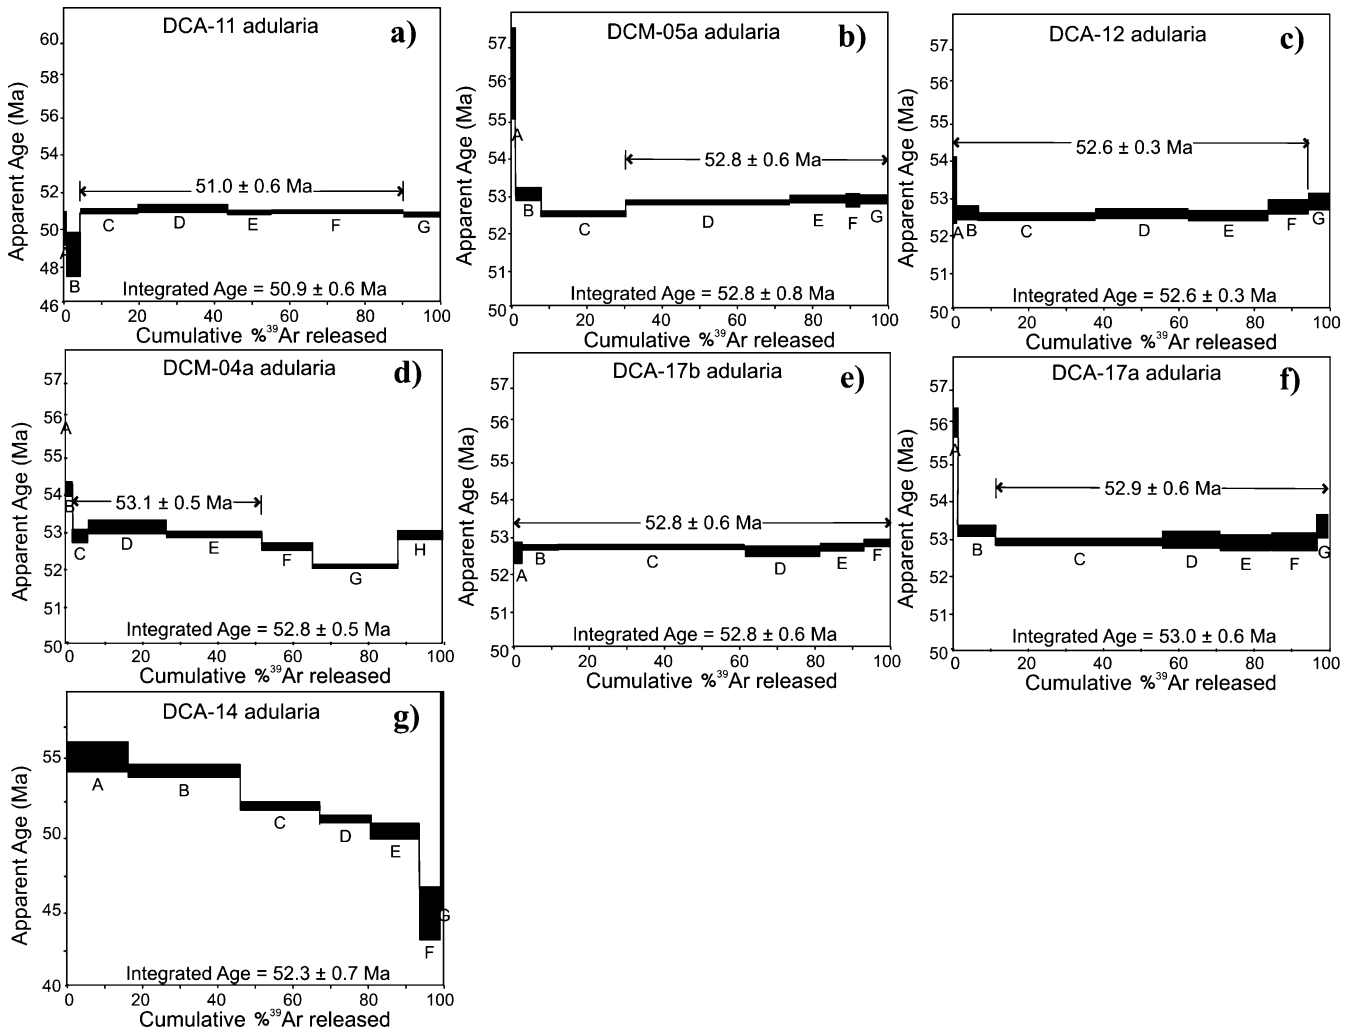 DCA-11 adularia
a)
60
58
56
54
52
50
48
46
Apparent Age (Ma)
51.0 ± 0.6 Ma
A
B
C
D
E
F
G
Integrated Age = 50.9 ± 0.6 Ma
0 20 40 60 80 100
Cumulative %³⁹Ar released
DCM-05a adularia
b)
57
56
55
54
53
52
51
50
Apparent Age (Ma)
52.8 ± 0.6 Ma
A
B
C
D
E
F
G
Integrated Age = 52.8 ± 0.8 Ma
0 20 40 60 80 100
Cumulative %³⁹Ar released
DCA-12 adularia
c)
57
56
55
54
53
52
51
50
Apparent Age (Ma)
52.6 ± 0.3 Ma
A
B
C
D
E
F
G
Integrated Age = 52.6 ± 0.3 Ma
0 20 40 60 80 100
Cumulative %³⁹Ar released
DCM-04a adularia
d)
57
56
55
54
53
52
51
50
Apparent Age (Ma)
53.1 ± 0.5 Ma
A
B
C
D
E
F
G
H
Integrated Age = 52.8 ± 0.5 Ma
0 20 40 60 80 100
Cumulative %³⁹Ar released
DCA-17b adularia
e)
57
56
55
54
53
52
51
50
Apparent Age (Ma)
52.8 ± 0.6 Ma
A
B
C
D
E
F
Integrated Age = 52.8 ± 0.6 Ma
0 20 40 60 80 100
Cumulative %³⁹Ar released
DCA-17a adularia
f)
57
56
55
54
53
52
51
50
Apparent Age (Ma)
52.9 ± 0.6 Ma
A
B
C
D
E
F
G
Integrated Age = 53.0 ± 0.6 Ma
0 20 40 60 80 100
Cumulative %³⁹Ar released
DCA-14 adularia
g)
55
50
45
40
Apparent Age (Ma)
A
B
C
D
E
F
G
Integrated Age = 52.3 ± 0.7 Ma
0 20 40 60 80 100
Cumulative %³⁹Ar released